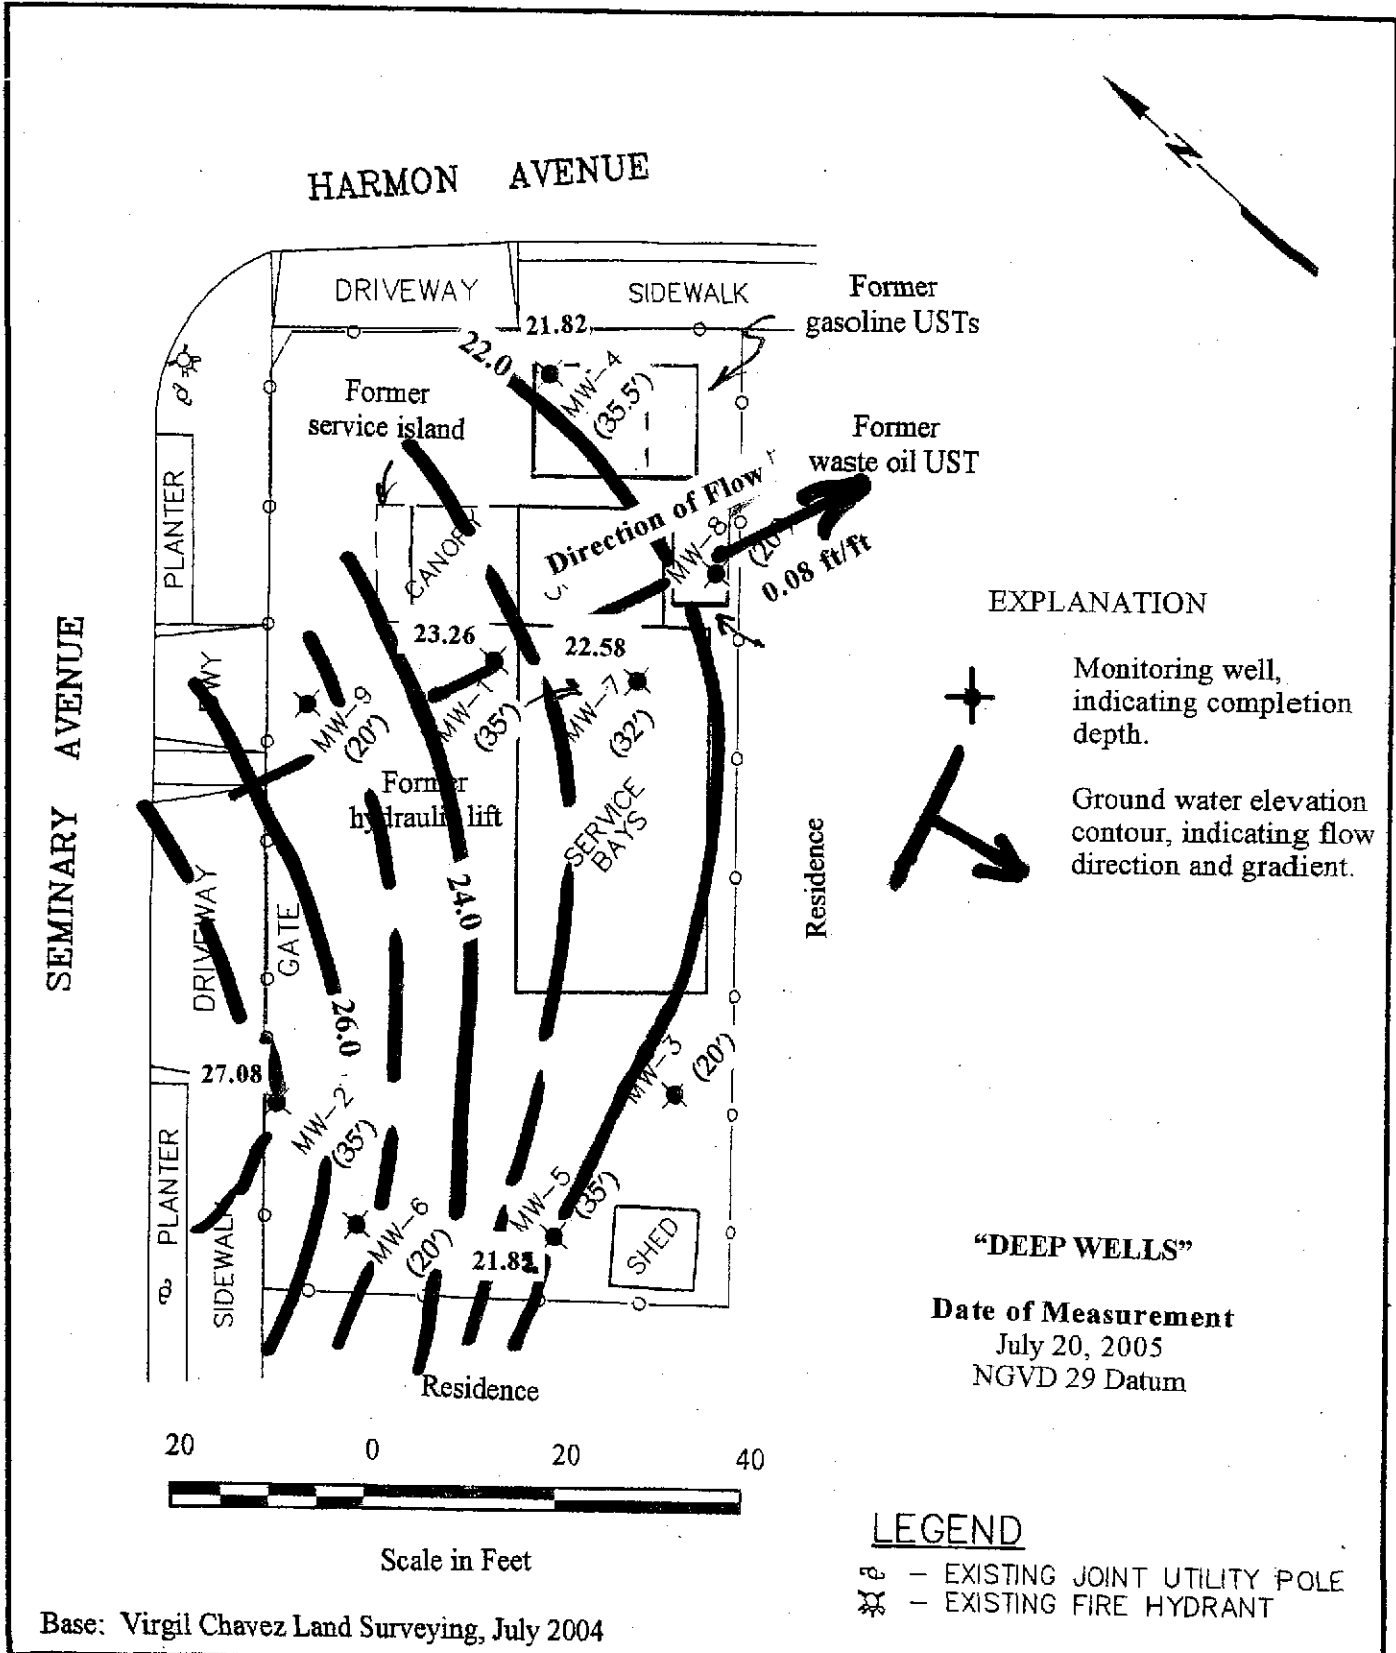 HARMON AVENUE
DRIVEWAY
SIDEWALK
Former
gasoline USTs
21.82
22.0
MW-4
(35.5')
Former
service island
Former
waste oil UST
PLANTER
CANOPY
Direction of Flow
MW-8
0.08 ft/ft
SEMINARY AVENUE
23.26
22.58
MW-9
(20')
MW-1
(35')
MW-7
(32')
Former
hydraulic lift
SERVICE
BAYS
24.0
Residence
DRIVEWAY
GATE
26.0
27.08
MW-2
(35')
MW-3
(20')
PLANTER
SIDEWALK
MW-6
(20')
MW-5
(35')
SHED
Residence
N
EXPLANATION
Monitoring well,
indicating completion
depth.
Ground water elevation
contour, indicating flow
direction and gradient.
"DEEP WELLS"
Date of Measurement
July 20, 2005
NGVD 29 Datum
20 0 20 40
Scale in Feet
LEGEND
– EXISTING JOINT UTILITY POLE
– EXISTING FIRE HYDRANT
Base: Virgil Chavez Land Surveying, July 2004